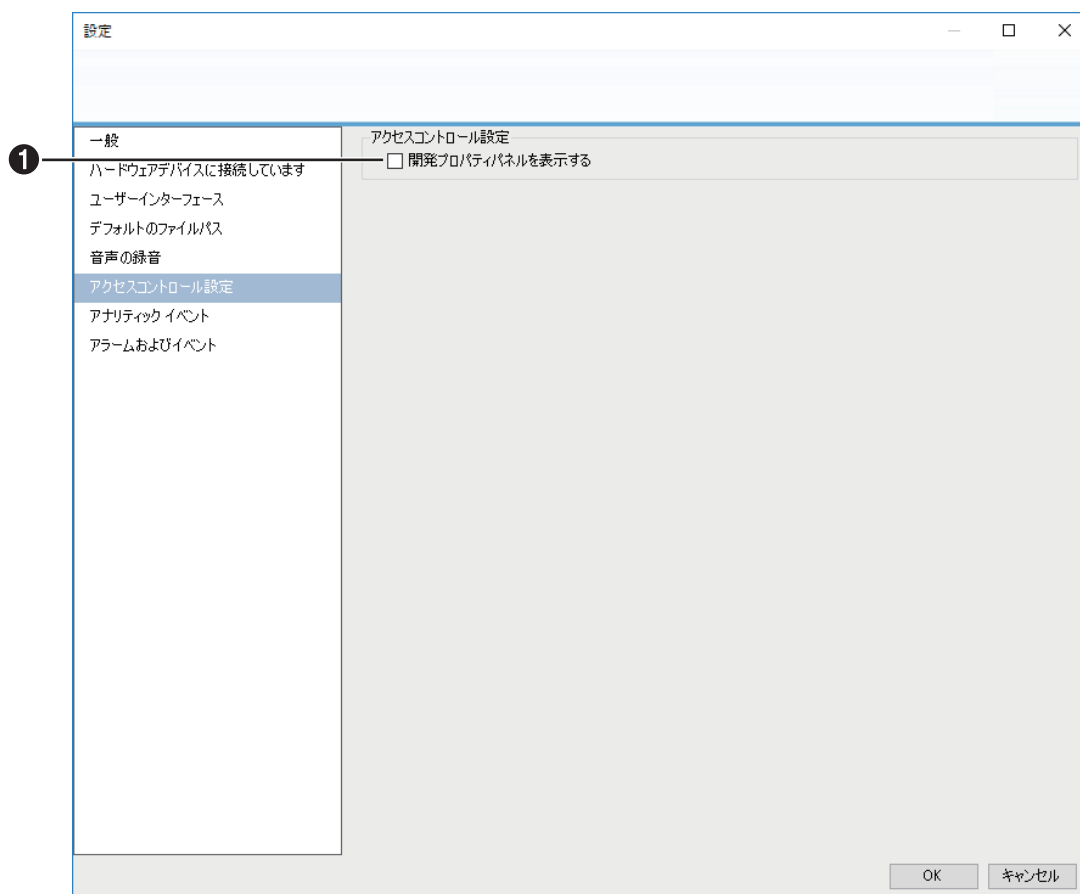 設定
一般
ハードウェアデバイスに接続しています
ユーザーインターフェース
デフォルトのファイルパス
音声の録音
アクセスコントロール設定
アナリティック イベント
アラームおよびイベント
アクセスコントロール設定
❶
開発プロパティパネルを表示する
OK
キャンセル